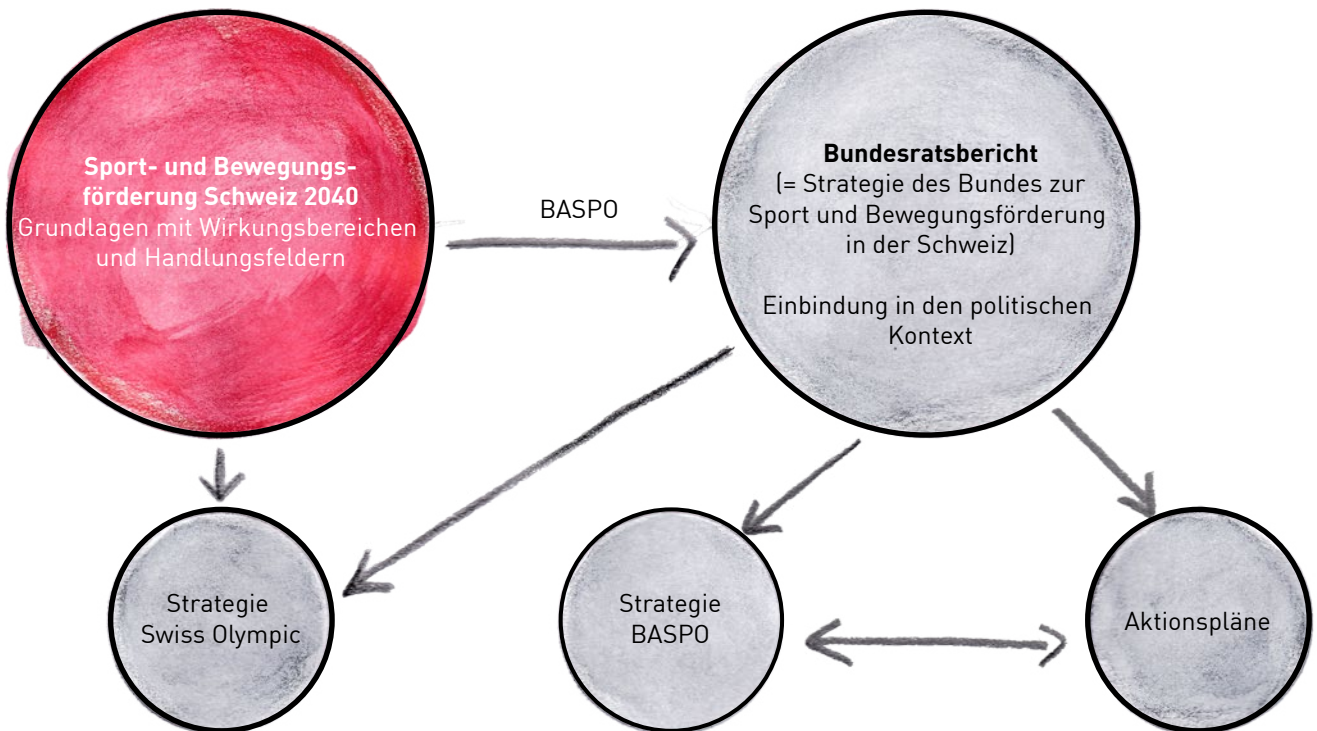 Sport- und Bewegungs-
förderung Schweiz 2040
Grundlagen mit Wirkungsbereichen
und Handlungsfeldern
BASPO
Bundesratsbericht
(= Strategie des Bundes zur
Sport und Bewegungsförderung
in der Schweiz)
Einbindung in den politischen
Kontext
Strategie
Swiss Olympic
Strategie
BASPO
Aktionspläne